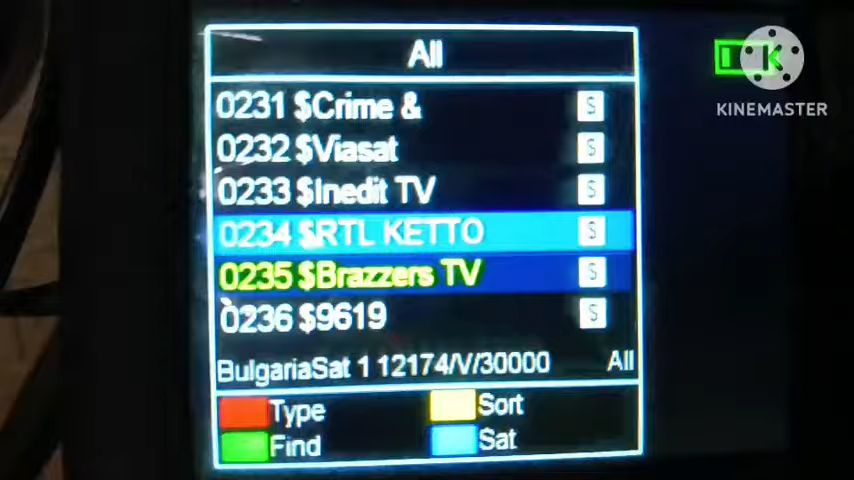 All
0231 $Crime & S
0232 $Viasat S
0233 $Inedit TV S
0234 $RTL KETTO S
0235 $Brazzers TV S
0236 $9619 S
BulgariaSat 1 12174/V/30000 All
Type Sort
Find Sat
K
KINEMASTER